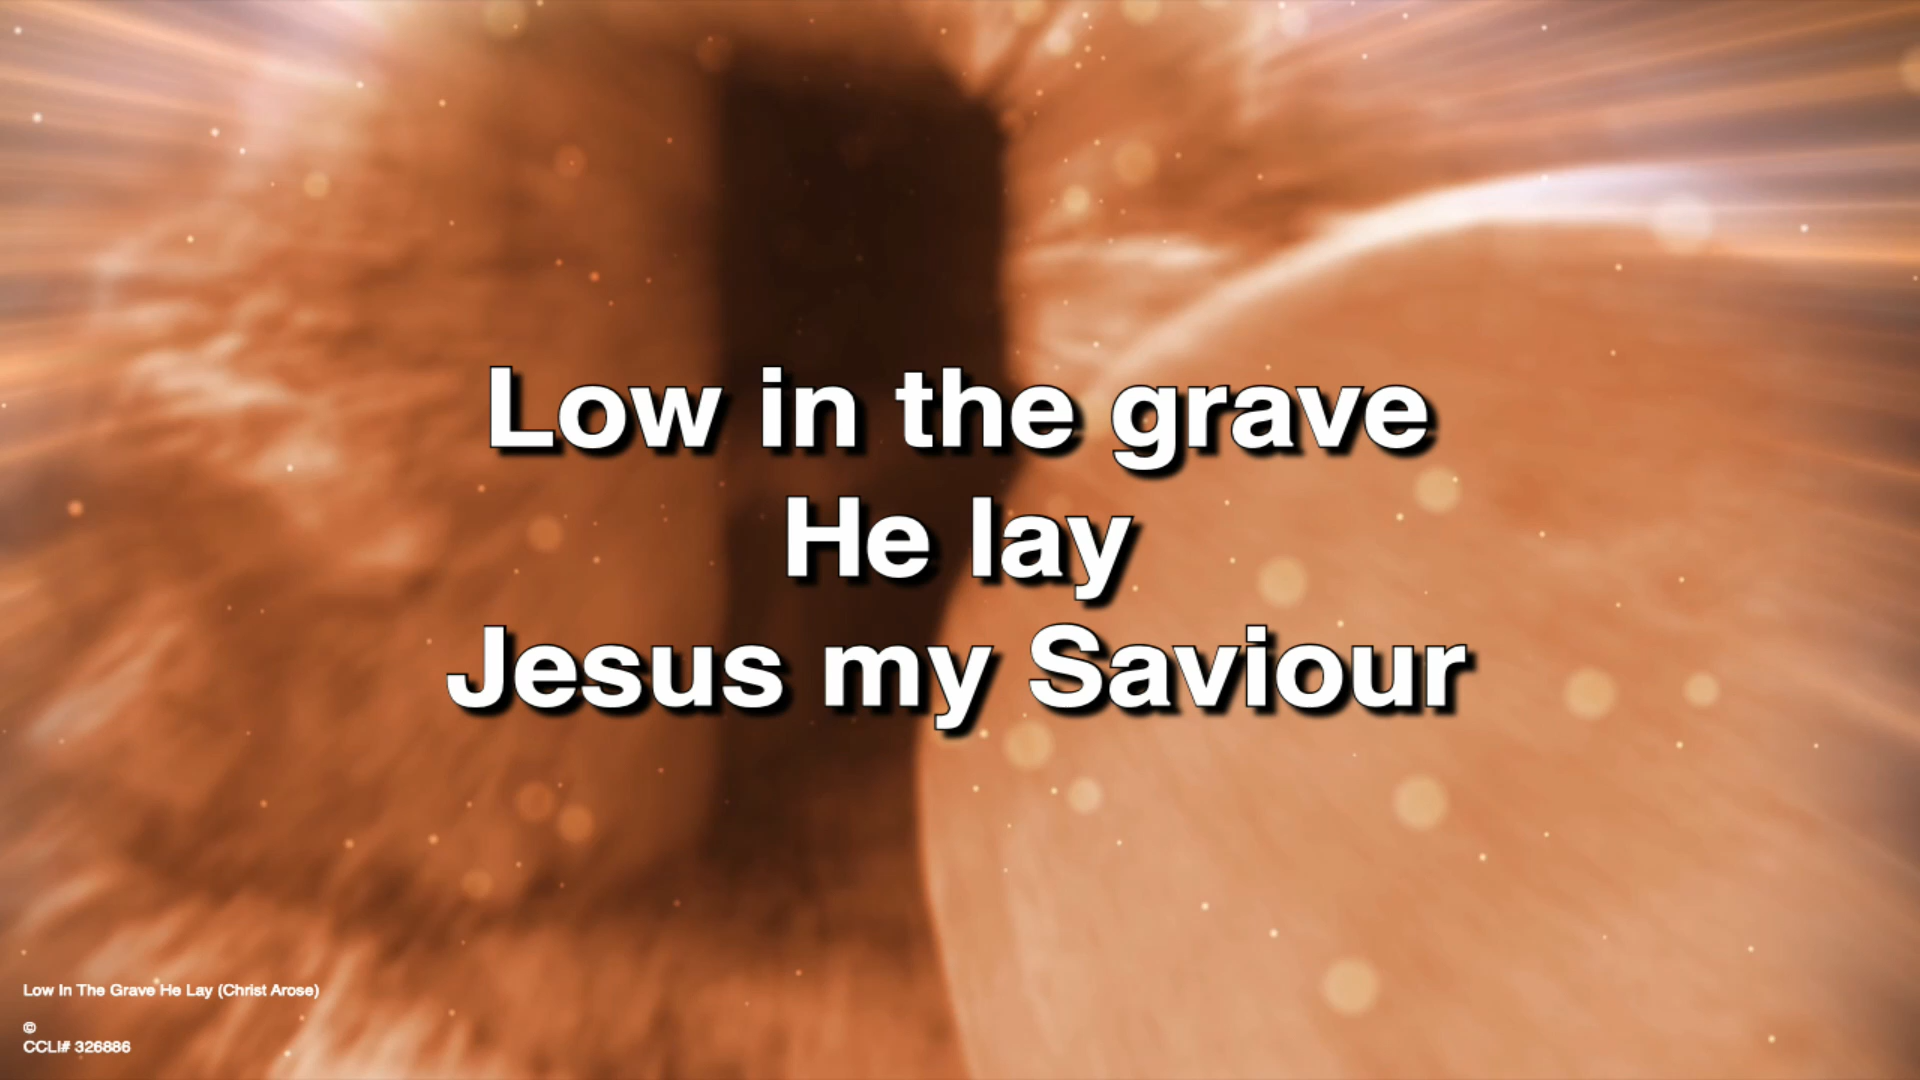 Low in the grave
He lay
Jesus my Saviour
Low In The Grave He Lay (Christ Arose)
©
CCLI# 326886